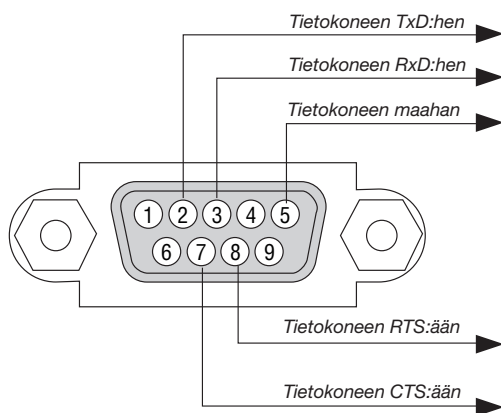 Tietokoneen TxD:hen
Tietokoneen RxD:hen
Tietokoneen maahan
1 2 3 4 5
6 7 8 9
Tietokoneen RTS:ään
Tietokoneen CTS:ään